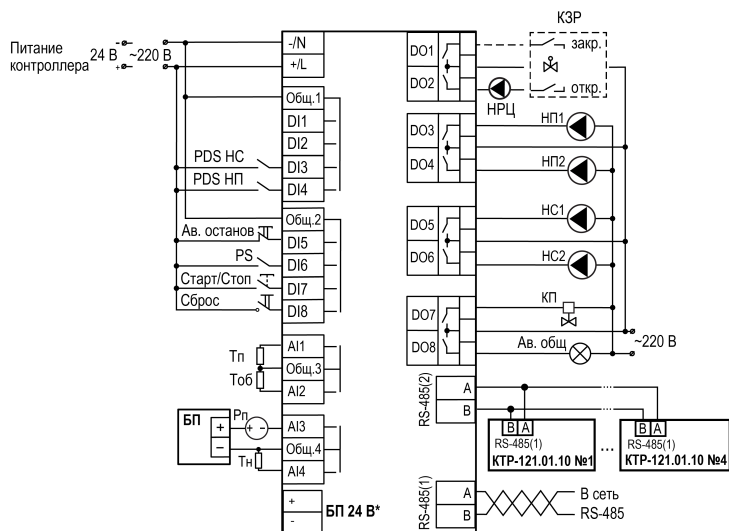 КЗР
Питание
контроллера
24 В
-
+
~220 В
-/N
+/L
Общ.1
DI1
DI2
PDS НС
DI3
PDS НП
DI4
Общ.2
Ав. останов
DI5
PS
DI6
Старт/Стоп
DI7
Сброс
DI8
Тп
AI1
Общ.3
Тоб
AI2
БП
+
–
Рп
+ -
AI3
Общ.4
Тн
AI4
+
-
БП 24 В*
DO1
закр.
DO2
откр.
НРЦ
DO3
НП1
DO4
НП2
DO5
НС1
DO6
НС2
DO7
КП
DO8
Ав. общ
~220 В
RS-485(2)
A
B
B A
RS-485(1)
КТР-121.01.10 №1
...
B A
RS-485(1)
КТР-121.01.10 №4
RS-485(1)
A
B
В сеть
RS-485